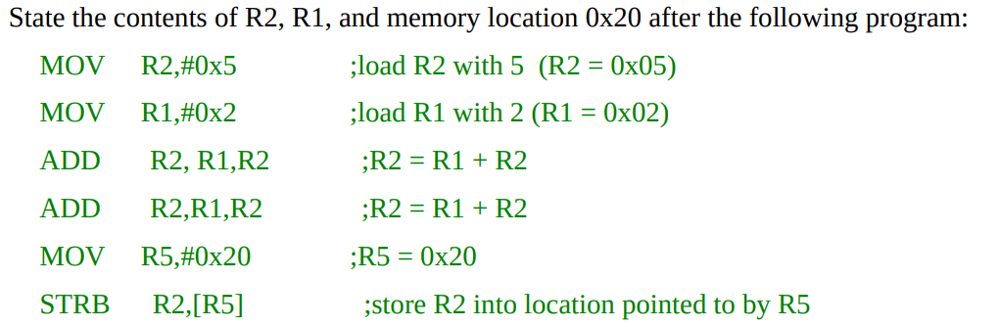 State the contents of R2, R1, and memory location 0x20 after the following program:
MOV R2,#0x5 ;load R2 with 5 (R2 = 0x05)
MOV R1,#0x2 ;load R1 with 2 (R1 = 0x02)
ADD R2, R1,R2 ;R2 = R1 + R2
ADD R2,R1,R2 ;R2 = R1 + R2
MOV R5,#0x20 ;R5 = 0x20
STRB R2,[R5] ;store R2 into location pointed to by R5